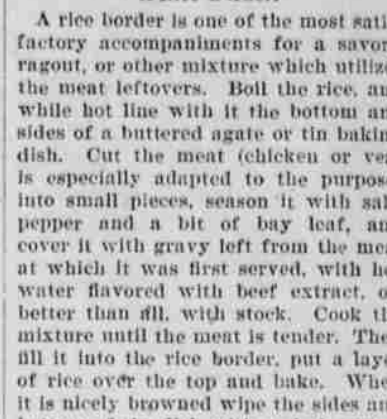 A rice border is one of the most satis
factory accompaniments for a savor
ragout, or other mixture which utilize
the meat leftovers. Boil the rice, an
while hot line with it the bottom an
sides of a buttered agate or tin bakin
dish. Cut the meat (chicken or ve
is especially adapted to the purpos
into small pieces, season it with sal
pepper and a bit of bay leaf, an
cover it with gravy left from the mea
at which it was first served, with ho
water flavored with beef extract, o
better than all, with stock. Cook th
mixture until the meat is tender. The
fill it into the rice border, put a laye
of rice over the top and bake. Whe
it is nicely browned wipe the sides an